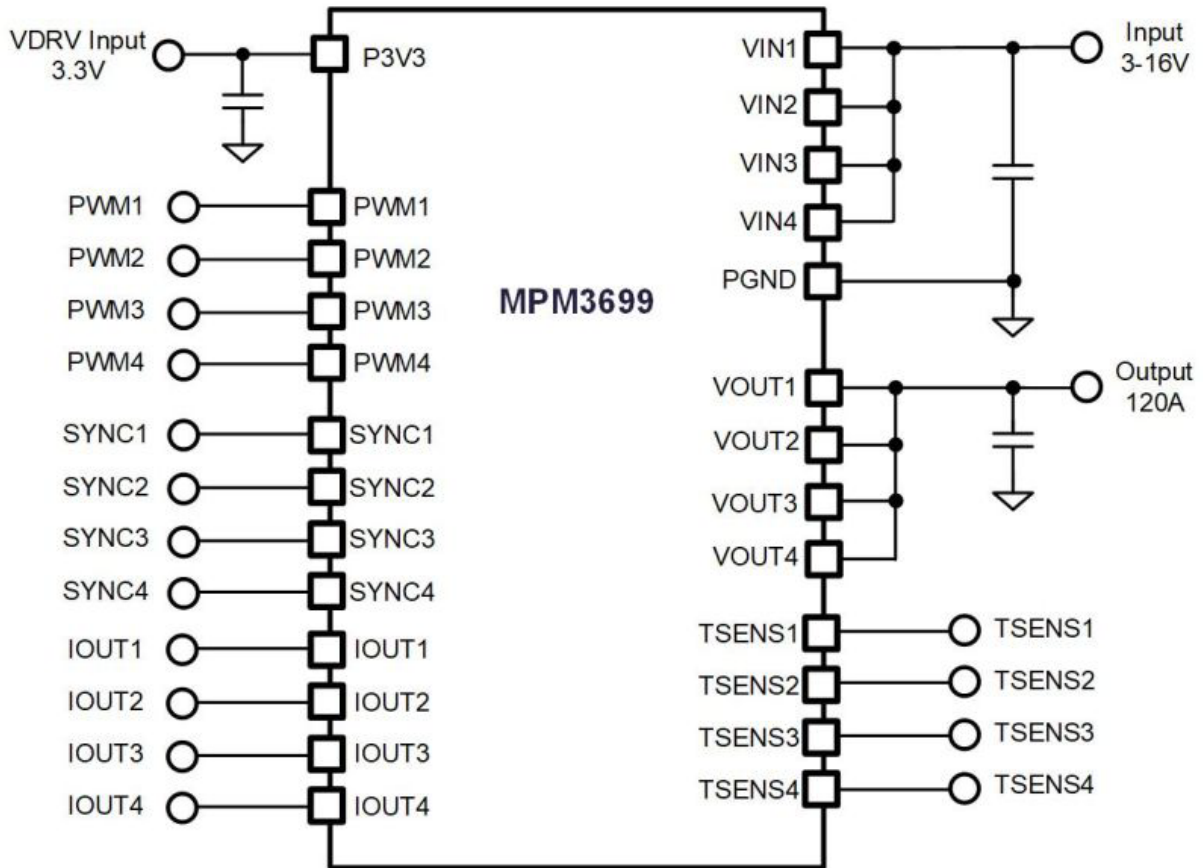 VDRV Input
3.3V
P3V3
VIN1
Input
3-16V
VIN2
VIN3
VIN4
PWM1 PWM1
PWM2 PWM2
PWM3 PWM3
PWM4 PWM4
PGND
MPM3699
VOUT1
Output
120A
VOUT2
VOUT3
VOUT4
SYNC1 SYNC1
SYNC2 SYNC2
SYNC3 SYNC3
SYNC4 SYNC4
IOUT1 IOUT1
IOUT2 IOUT2
IOUT3 IOUT3
IOUT4 IOUT4
TSENS1 TSENS1
TSENS2 TSENS2
TSENS3 TSENS3
TSENS4 TSENS4